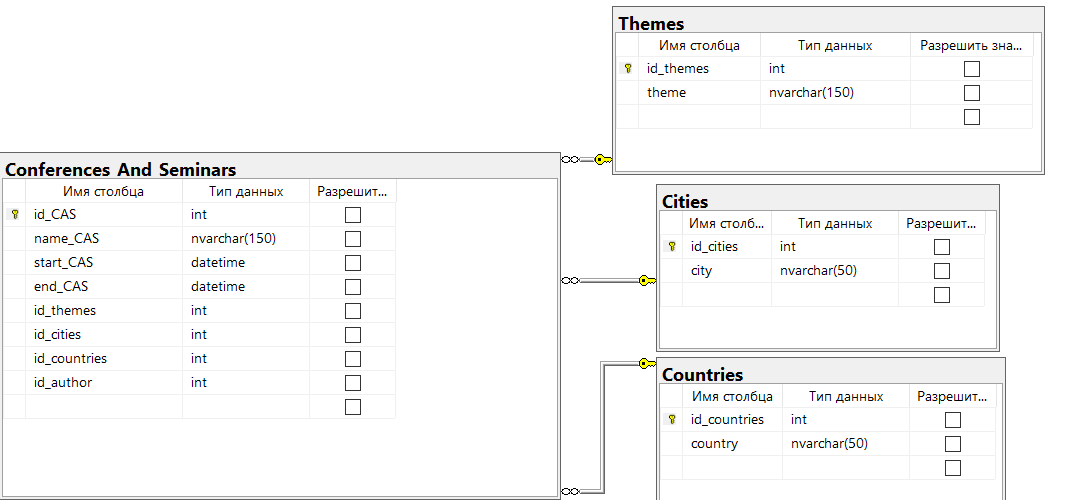 Themes
Имя столбца Тип данных Разрешить зна...
id_themes int
theme nvarchar(150)
Conferences And Seminars
Имя столбца Тип данных Разрешит...
id_CAS int
name_CAS nvarchar(150)
start_CAS datetime
end_CAS datetime
id_themes int
id_cities int
id_countries int
id_author int
Cities
Имя столб... Тип данных Разрешит...
id_cities int
city nvarchar(50)
Countries
Имя столбца Тип данных Разрешит...
id_countries int
country nvarchar(50)